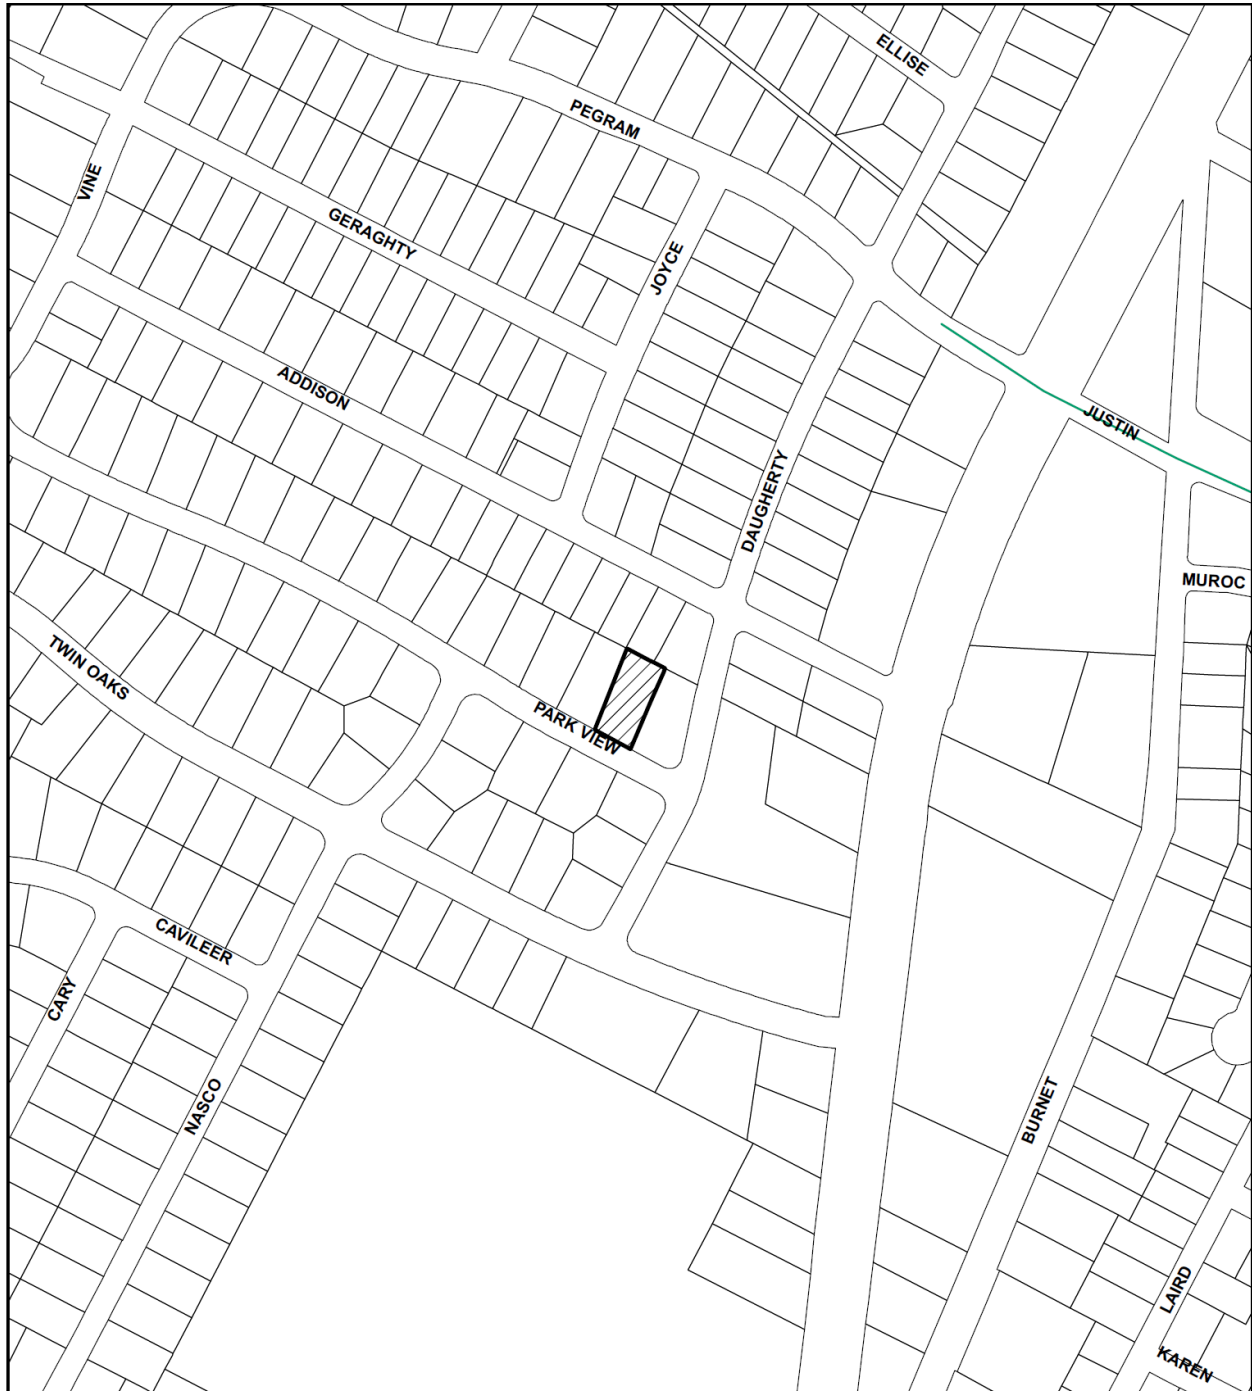 ELLISE
PEGRAM
VINE
GERAGHTY
JOYCE
ADDISON
JUSTIN
DAUGHERTY
MUROC
TWIN OAKS
PARK VIEW
CAVILEER
CARY
NASCO
BURNET
LAIRD
KAREN